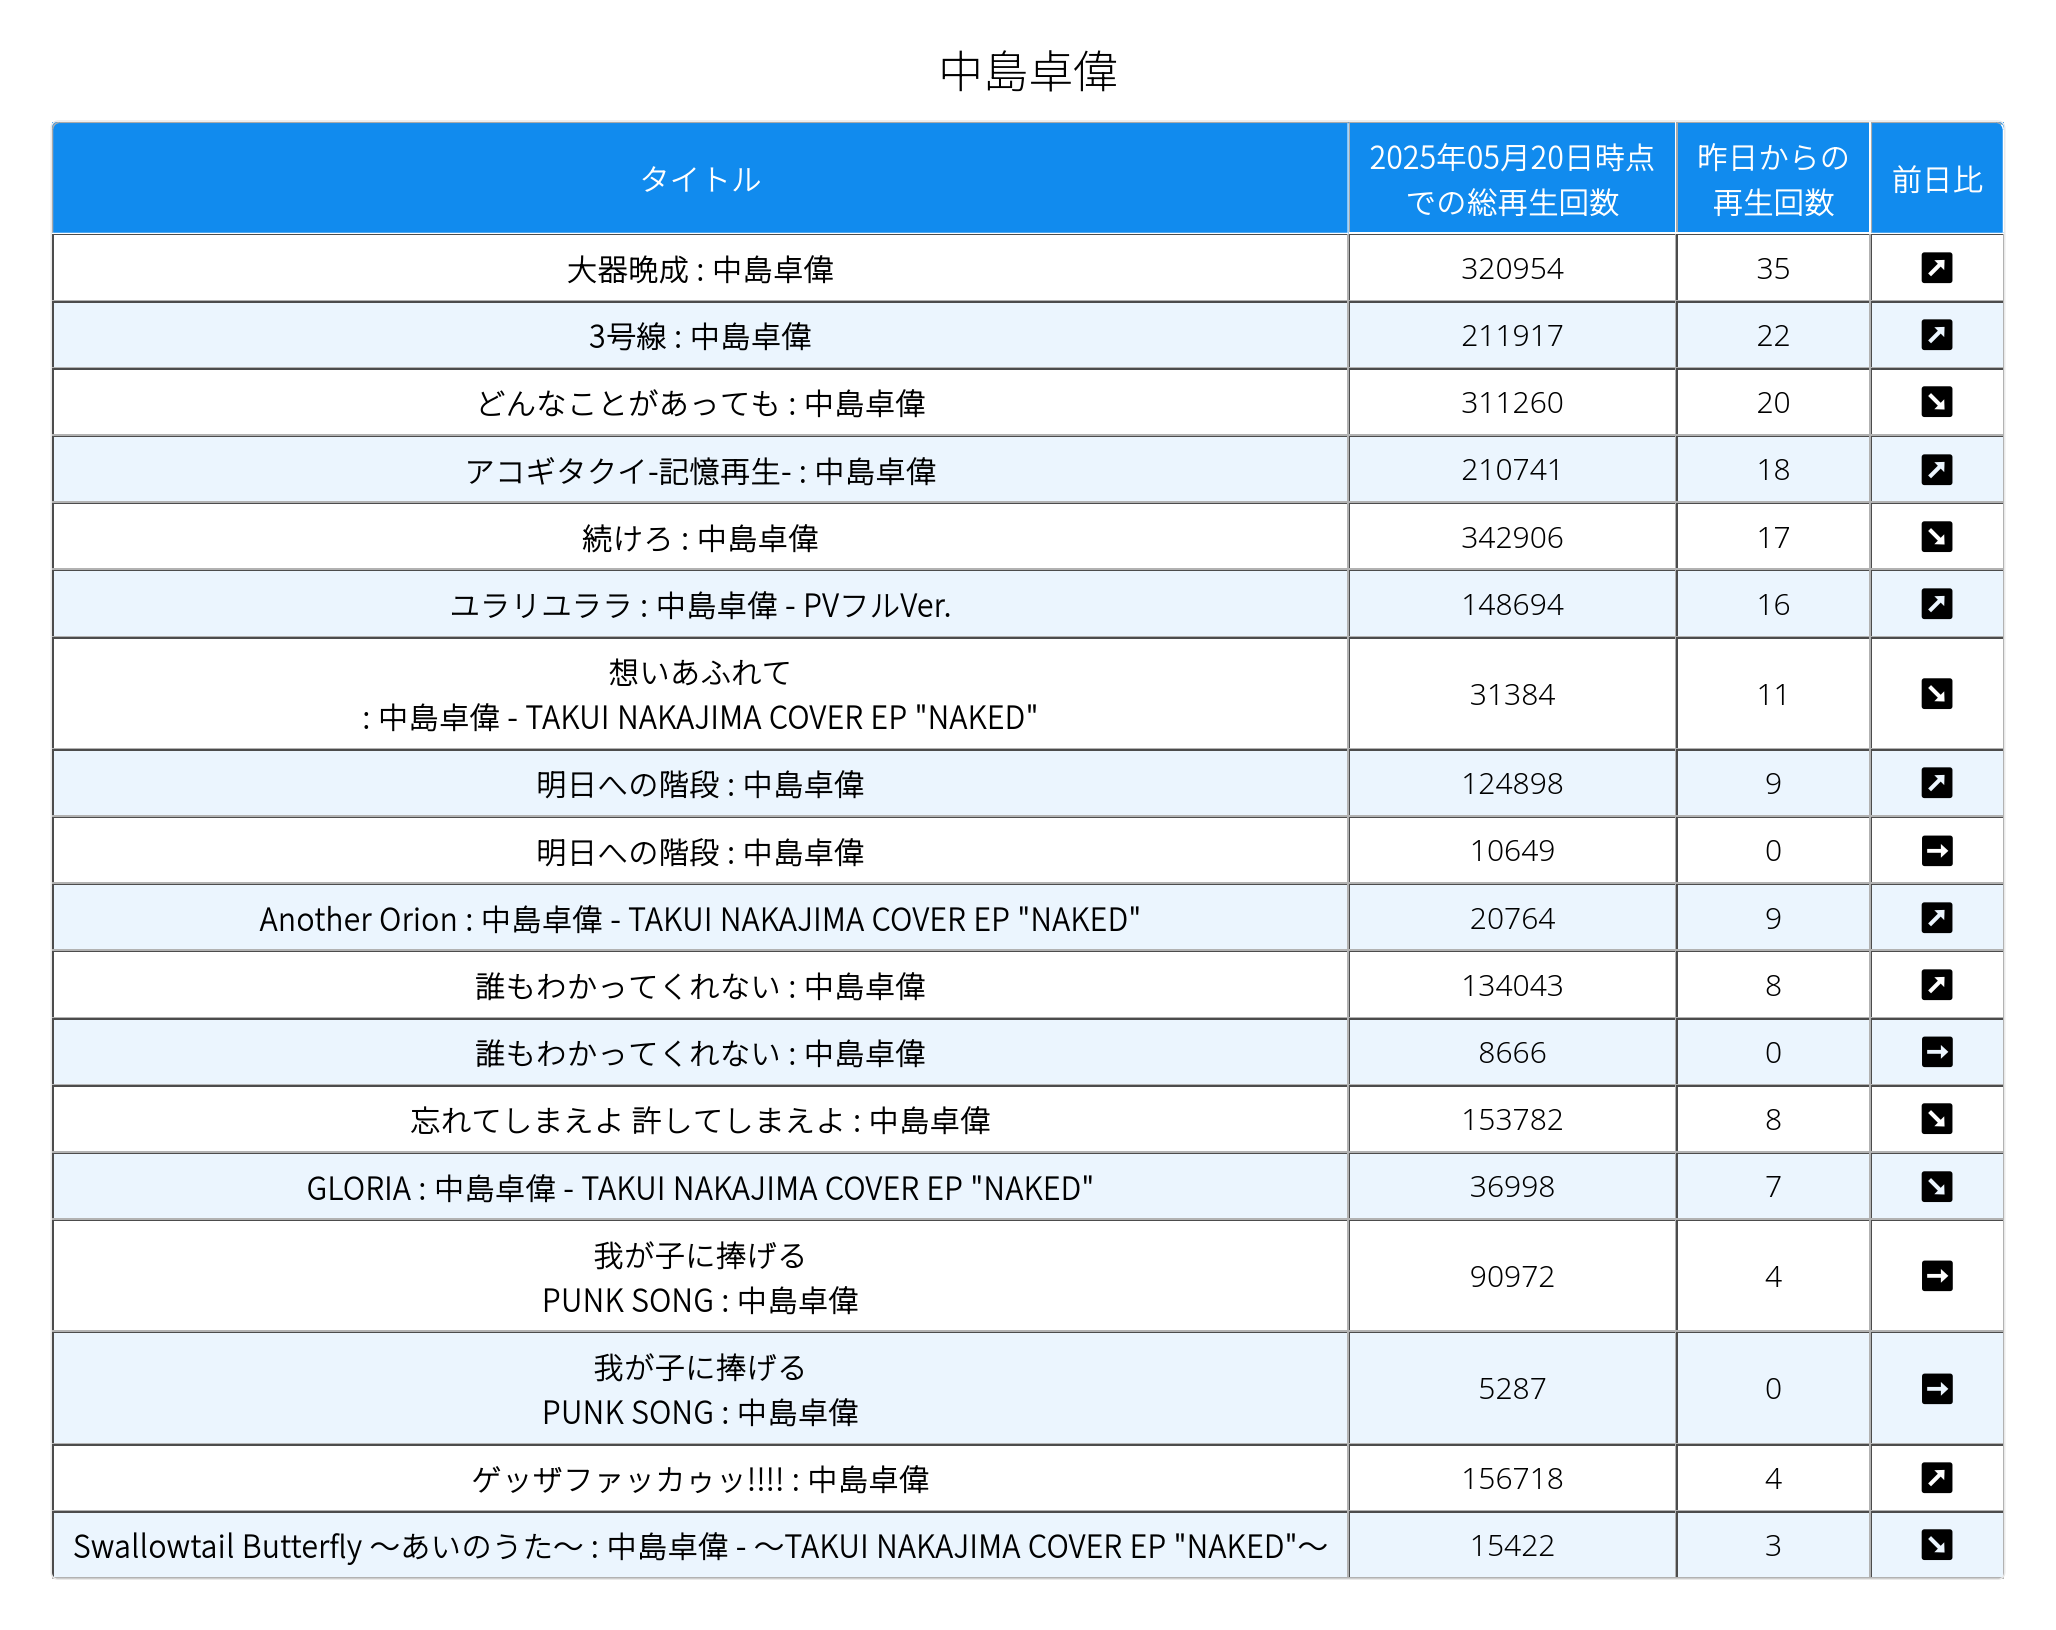 中島卓偉
タイトル
2025年05月20日時点
での総再生回数
昨日からの
再生回数
前日比
大器晩成 : 中島卓偉 320954 35 ↗
3号線 : 中島卓偉 211917 22 ↗
どんなことがあっても : 中島卓偉 311260 20 ↘
アコギタクイ-記憶再生- : 中島卓偉 210741 18 ↗
続けろ : 中島卓偉 342906 17 ↘
ユラリユララ : 中島卓偉 - PVフルVer. 148694 16 ↗
想いあふれて
: 中島卓偉 - TAKUI NAKAJIMA COVER EP "NAKED" 31384 11 ↘
明日への階段 : 中島卓偉 124898 9 ↗
明日への階段 : 中島卓偉 10649 0 →
Another Orion : 中島卓偉 - TAKUI NAKAJIMA COVER EP "NAKED" 20764 9 ↗
誰もわかってくれない : 中島卓偉 134043 8 ↗
誰もわかってくれない : 中島卓偉 8666 0 →
忘れてしまえよ 許してしまえよ : 中島卓偉 153782 8 ↘
GLORIA : 中島卓偉 - TAKUI NAKAJIMA COVER EP "NAKED" 36998 7 ↘
我が子に捧げる
PUNK SONG : 中島卓偉 90972 4 →
我が子に捧げる
PUNK SONG : 中島卓偉 5287 0 →
ゲッザファッカゥッ!!!! : 中島卓偉 156718 4 ↗
Swallowtail Butterfly 〜あいのうた〜 : 中島卓偉 - 〜TAKUI NAKAJIMA COVER EP "NAKED"〜 15422 3 ↘